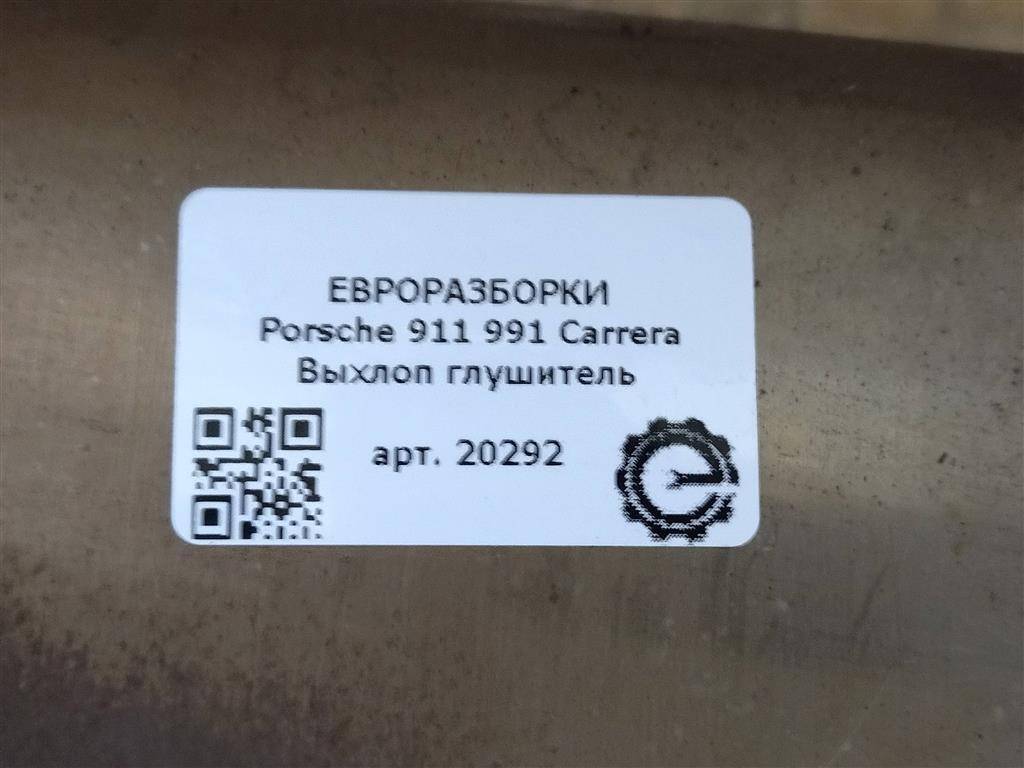 ЕВРОРАЗБОРКИ
Porsche 911 991 Carrera
Выхлоп глушитель
арт. 20292